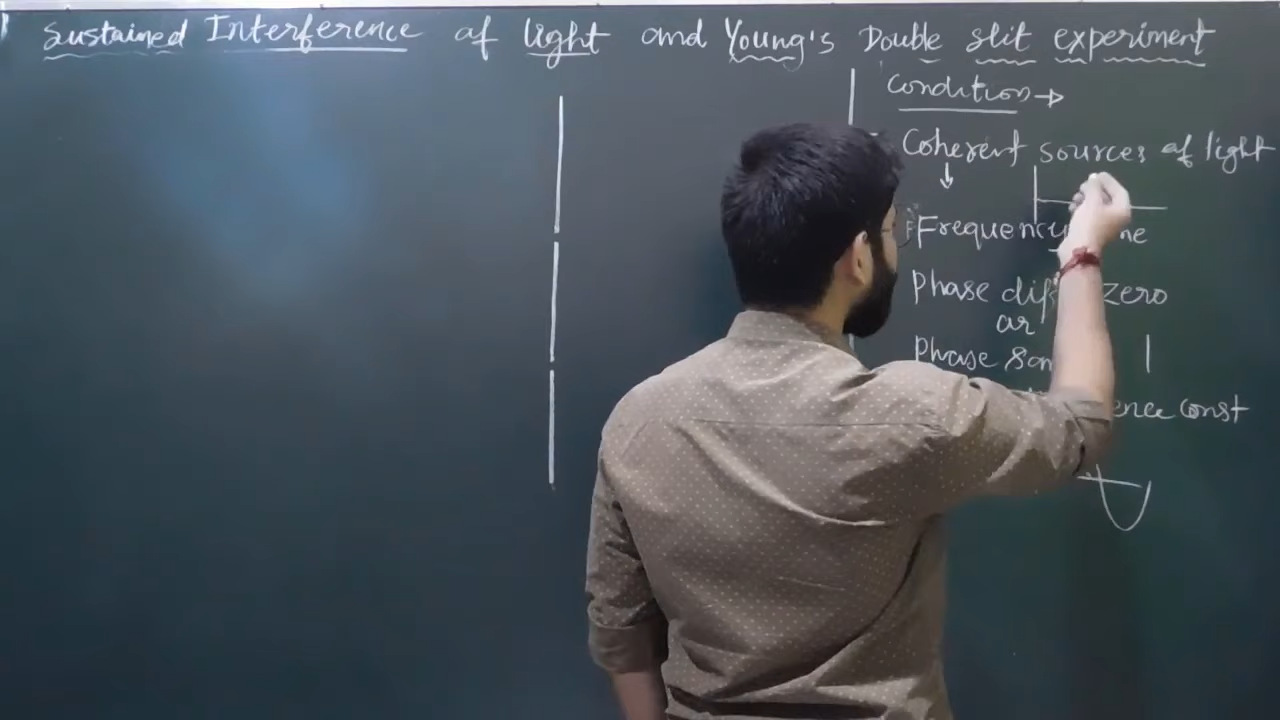 Sustained Interference of light and Young's Double slit experiment
Condition →
Coherent sources of light
Frequency
Phase zero
or
Phase
const